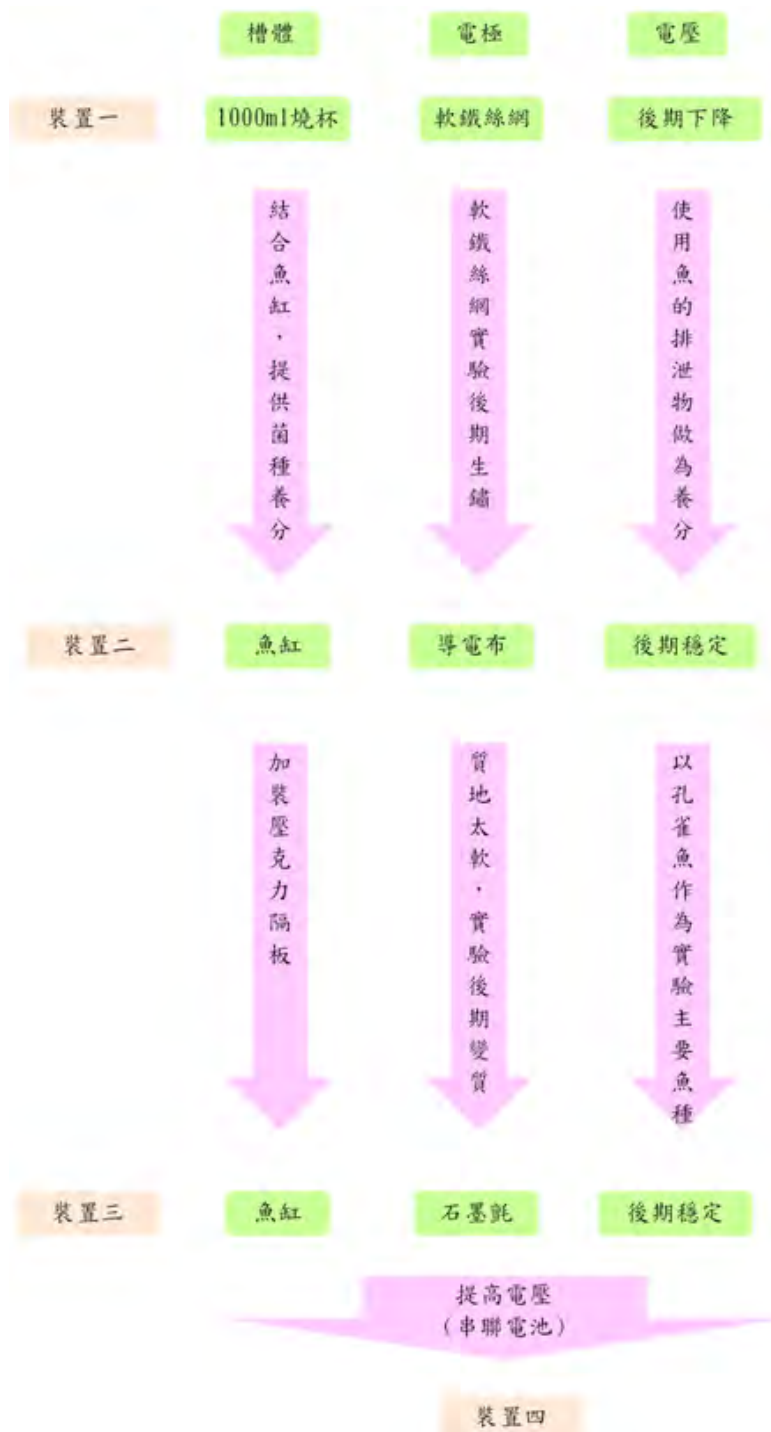 槽體
電極
電壓
裝置一
1000ml燒杯
軟鐵絲網
後期下降
結合魚缸，提供菌種養分
軟鐵絲網實驗後期生鏽
使用魚的排泄物做為養分
裝置二
魚缸
導電布
後期穩定
加裝壓克力隔板
質地太軟，實驗後期變質
以孔雀魚作為實驗主要魚種
裝置三
魚缸
石墨氈
後期穩定
提高電壓
（串聯電池）
裝置四